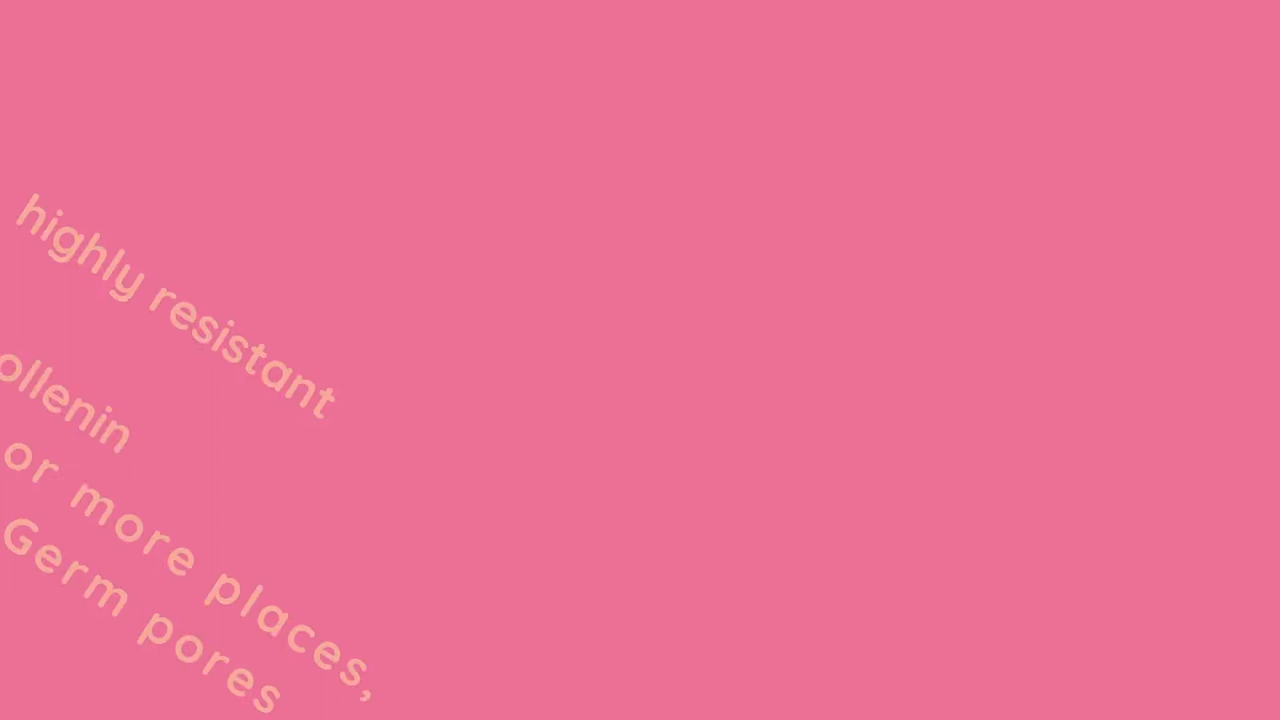 highly resistant
ollenin
or more places,
Germ pores